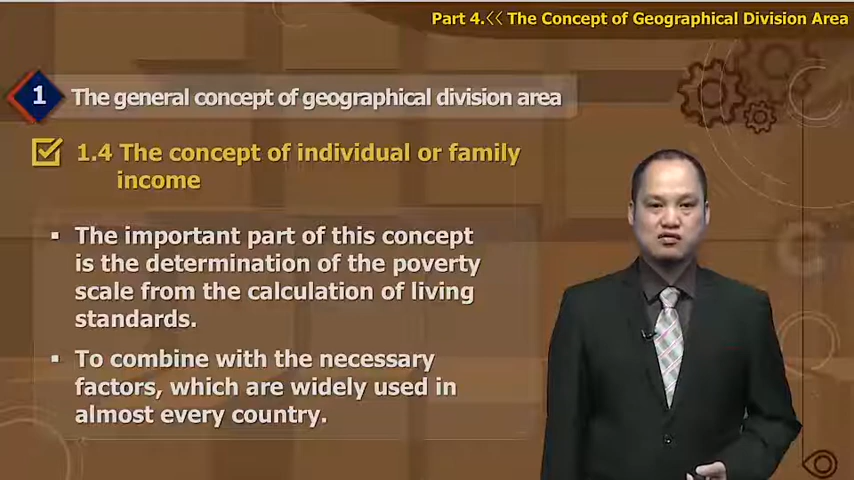 Part 4.<< The Concept of Geographical Division Area
1 The general concept of geographical division area
1.4 The concept of individual or family
income
▪ The important part of this concept
is the determination of the poverty
scale from the calculation of living
standards.
▪ To combine with the necessary
factors, which are widely used in
almost every country.